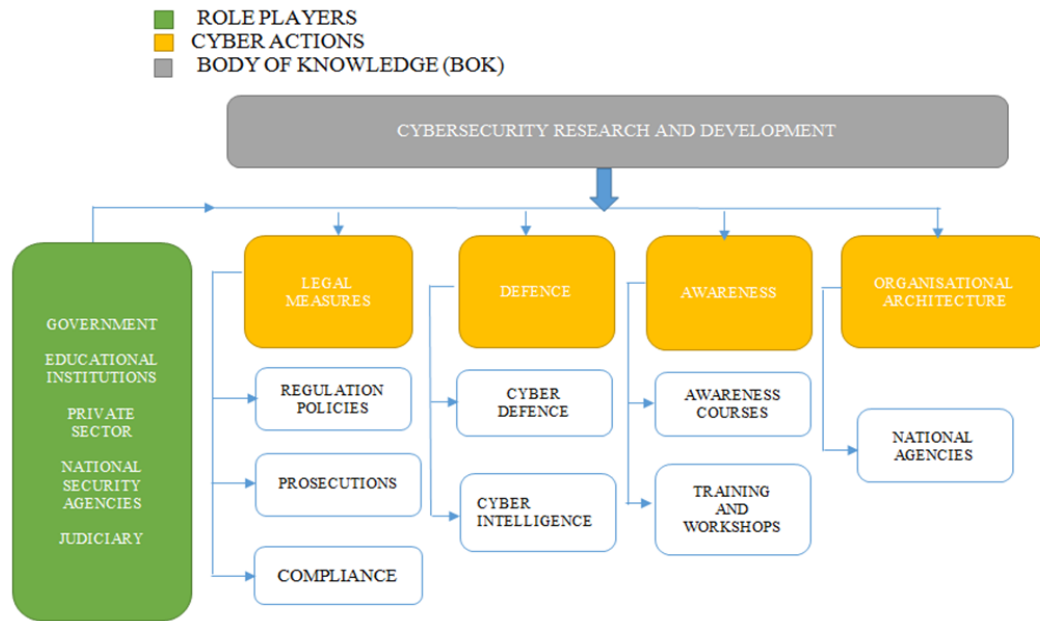 ROLE PLAYERS
CYBER ACTIONS
BODY OF KNOWLEDGE (BOK)
CYBERSECURITY RESEARCH AND DEVELOPMENT
GOVERNMENT
EDUCATIONAL
INSTITUTIONS
PRIVATE
SECTOR
NATIONAL
SECURITY
AGENCIES
JUDICIARY
LEGAL
MEASURES
REGULATION
POLICIES
PROSECUTIONS
COMPLIANCE
DEFENCE
CYBER
DEFENCE
CYBER
INTELLIGENCE
AWARENESS
AWARENESS
COURSES
TRAINING
AND
WORKSHOPS
ORGANISATIONAL
ARCHITECTURE
NATIONAL
AGENCIES